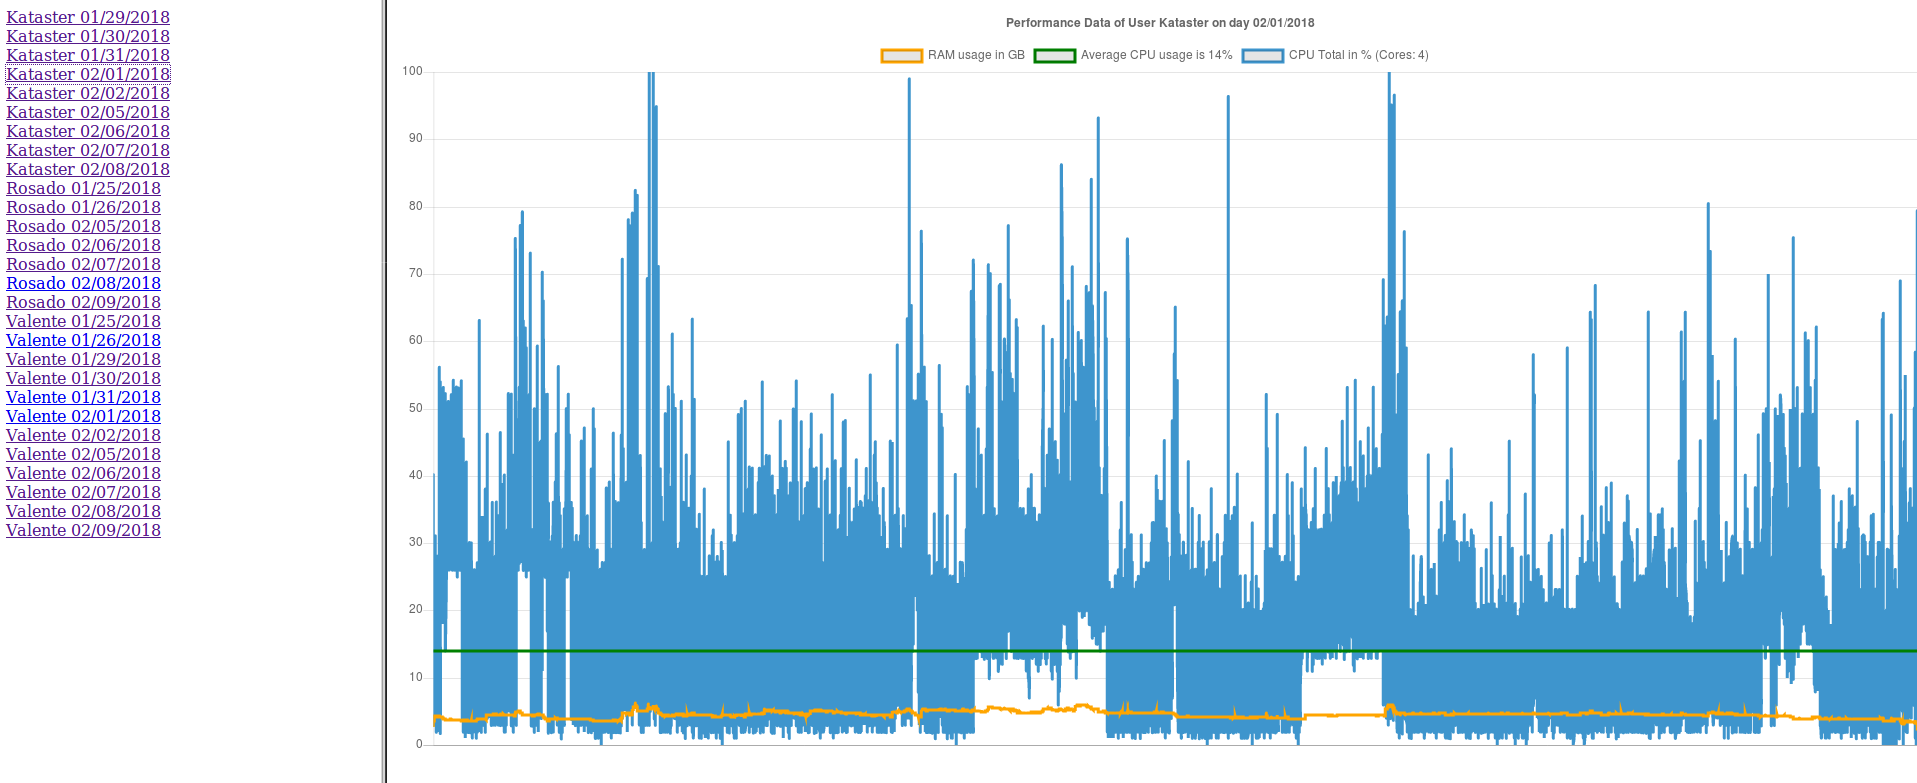 Kataster 01/29/2018
Kataster 01/30/2018
Kataster 01/31/2018
Kataster 02/01/2018
Kataster 02/02/2018
Kataster 02/05/2018
Kataster 02/06/2018
Kataster 02/07/2018
Kataster 02/08/2018
Rosado 01/25/2018
Rosado 01/26/2018
Rosado 02/05/2018
Rosado 02/06/2018
Rosado 02/07/2018
Rosado 02/08/2018
Rosado 02/09/2018
Valente 01/25/2018
Valente 01/26/2018
Valente 01/29/2018
Valente 01/30/2018
Valente 01/31/2018
Valente 02/01/2018
Valente 02/02/2018
Valente 02/05/2018
Valente 02/06/2018
Valente 02/07/2018
Valente 02/08/2018
Valente 02/09/2018
Performance Data of User Kataster on day 02/01/2018
RAM usage in GB Average CPU usage is 14% CPU Total in % (Cores: 4)
100
90
80
70
60
50
40
30
20
10
0